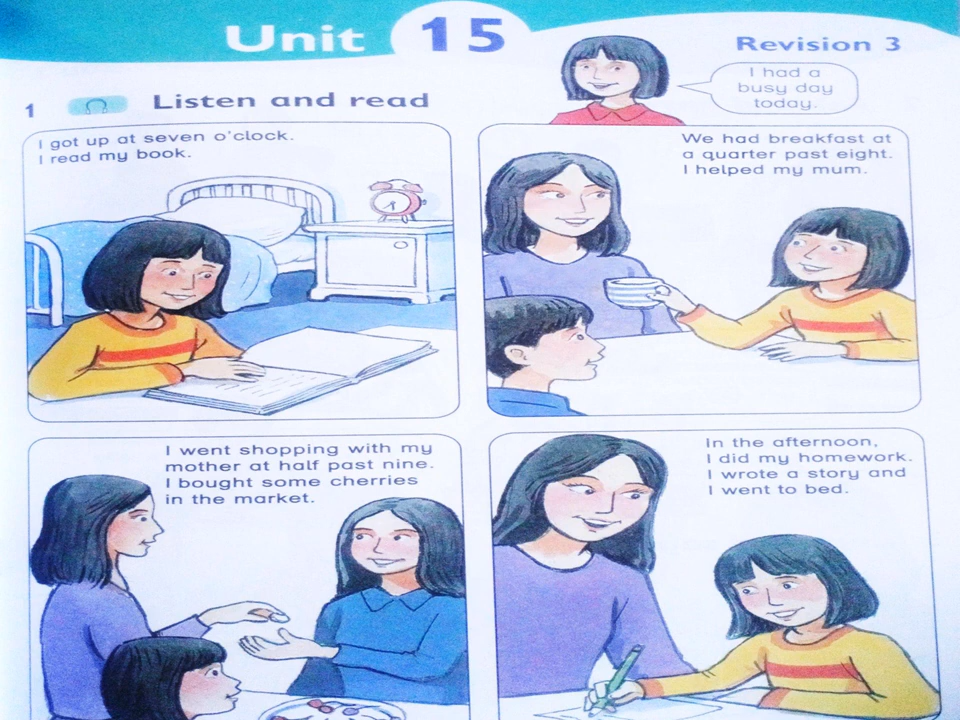 Unit 15
Revision 3
I had a
busy day
today.
1 Listen and read
I got up at seven o'clock.
I read my book.
We had breakfast at
a quarter past eight.
I helped my mum.
I went shopping with my
mother at half past nine.
I bought some cherries
in the market.
In the afternoon,
I did my homework.
I wrote a story and
I went to bed.